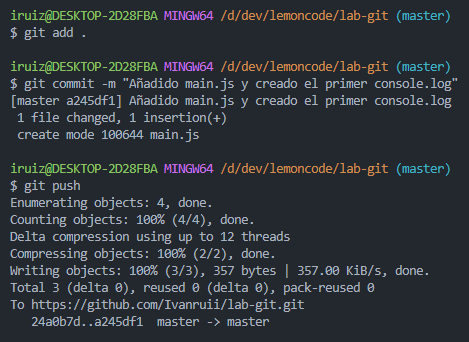 iruiz@DESKTOP-2D28FBA MINGW64 /d/dev/lemoncode/lab-git (master)
$ git add .
iruiz@DESKTOP-2D28FBA MINGW64 /d/dev/lemoncode/lab-git (master)
$ git commit -m "Añadido main.js y creado el primer console.log"
[master a245df1] Añadido main.js y creado el primer console.log
 1 file changed, 1 insertion(+)
 create mode 100644 main.js
iruiz@DESKTOP-2D28FBA MINGW64 /d/dev/lemoncode/lab-git (master)
$ git push
Enumerating objects: 4, done.
Counting objects: 100% (4/4), done.
Delta compression using up to 12 threads
Compressing objects: 100% (2/2), done.
Writing objects: 100% (3/3), 357 bytes | 357.00 KiB/s, done.
Total 3 (delta 0), reused 0 (delta 0), pack-reused 0
To https://github.com/Ivanruii/lab-git.git
   24a0b7d..a245df1  master -> master